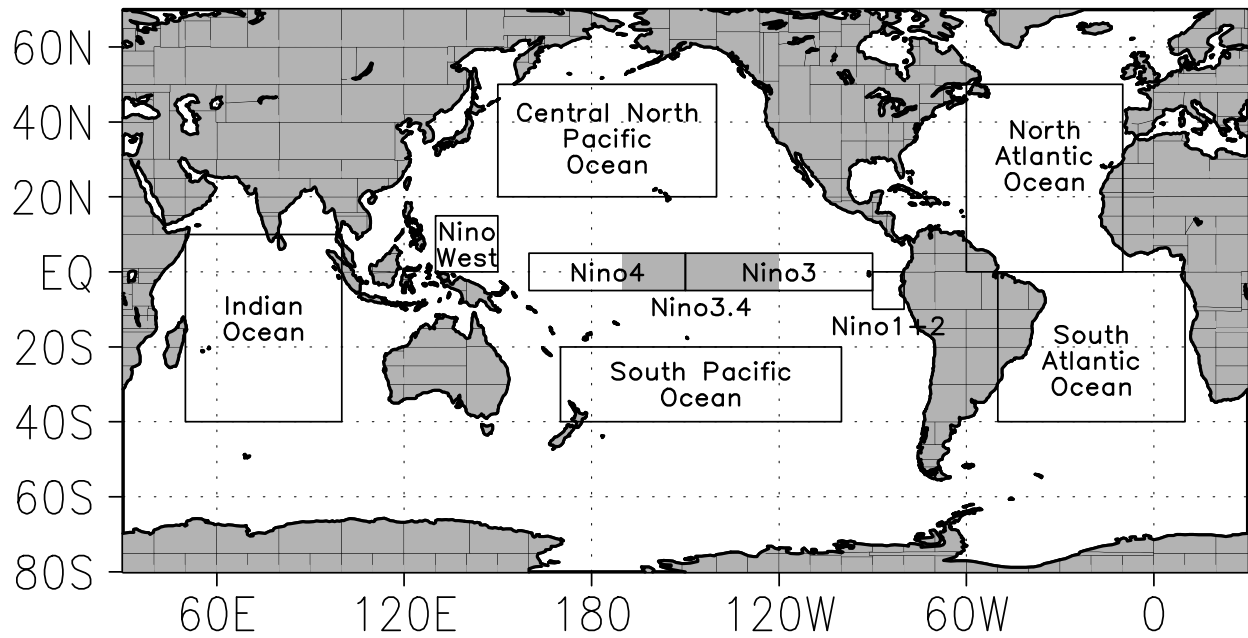 60N
40N
20N
EQ
20S
40S
60S
80S
Central North
Pacific
Ocean
North
Atlantic
Ocean
Nino
West
Nino4
Nino3
Nino3.4
Nino1+2
Indian
Ocean
South Pacific
Ocean
South
Atlantic
Ocean
60E 120E 180 120W 60W 0